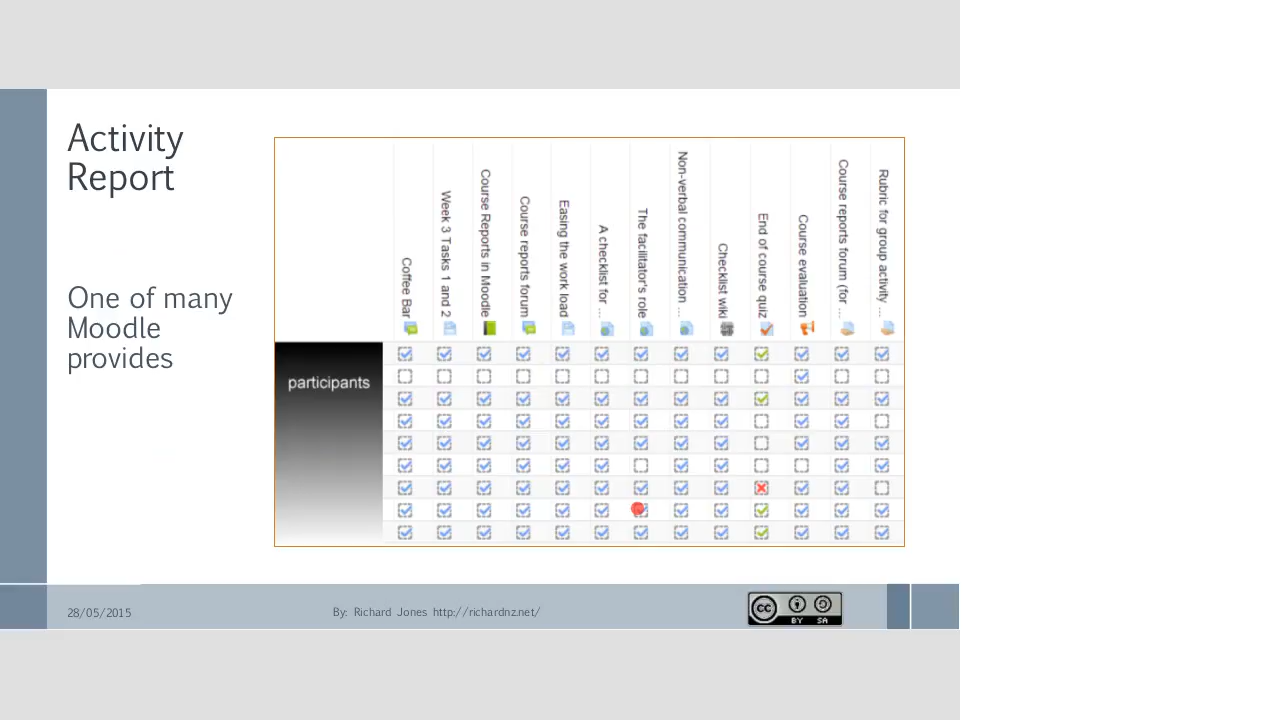 Activity
Report
One of many
Moodle
provides
Coffee Bar
Week 3 Tasks 1 and 2
Course Reports in Moodle
Course reports forum
Easing the work load
A checklist for ...
The facilitator's role
Non-verbal communication ...
Checklist wiki
End of course quiz
Course evaluation
Course reports forum (for ...
Rubric for group activity ...
participants
28/05/2015
By: Richard Jones http://richardnz.net/
cc
BY SA